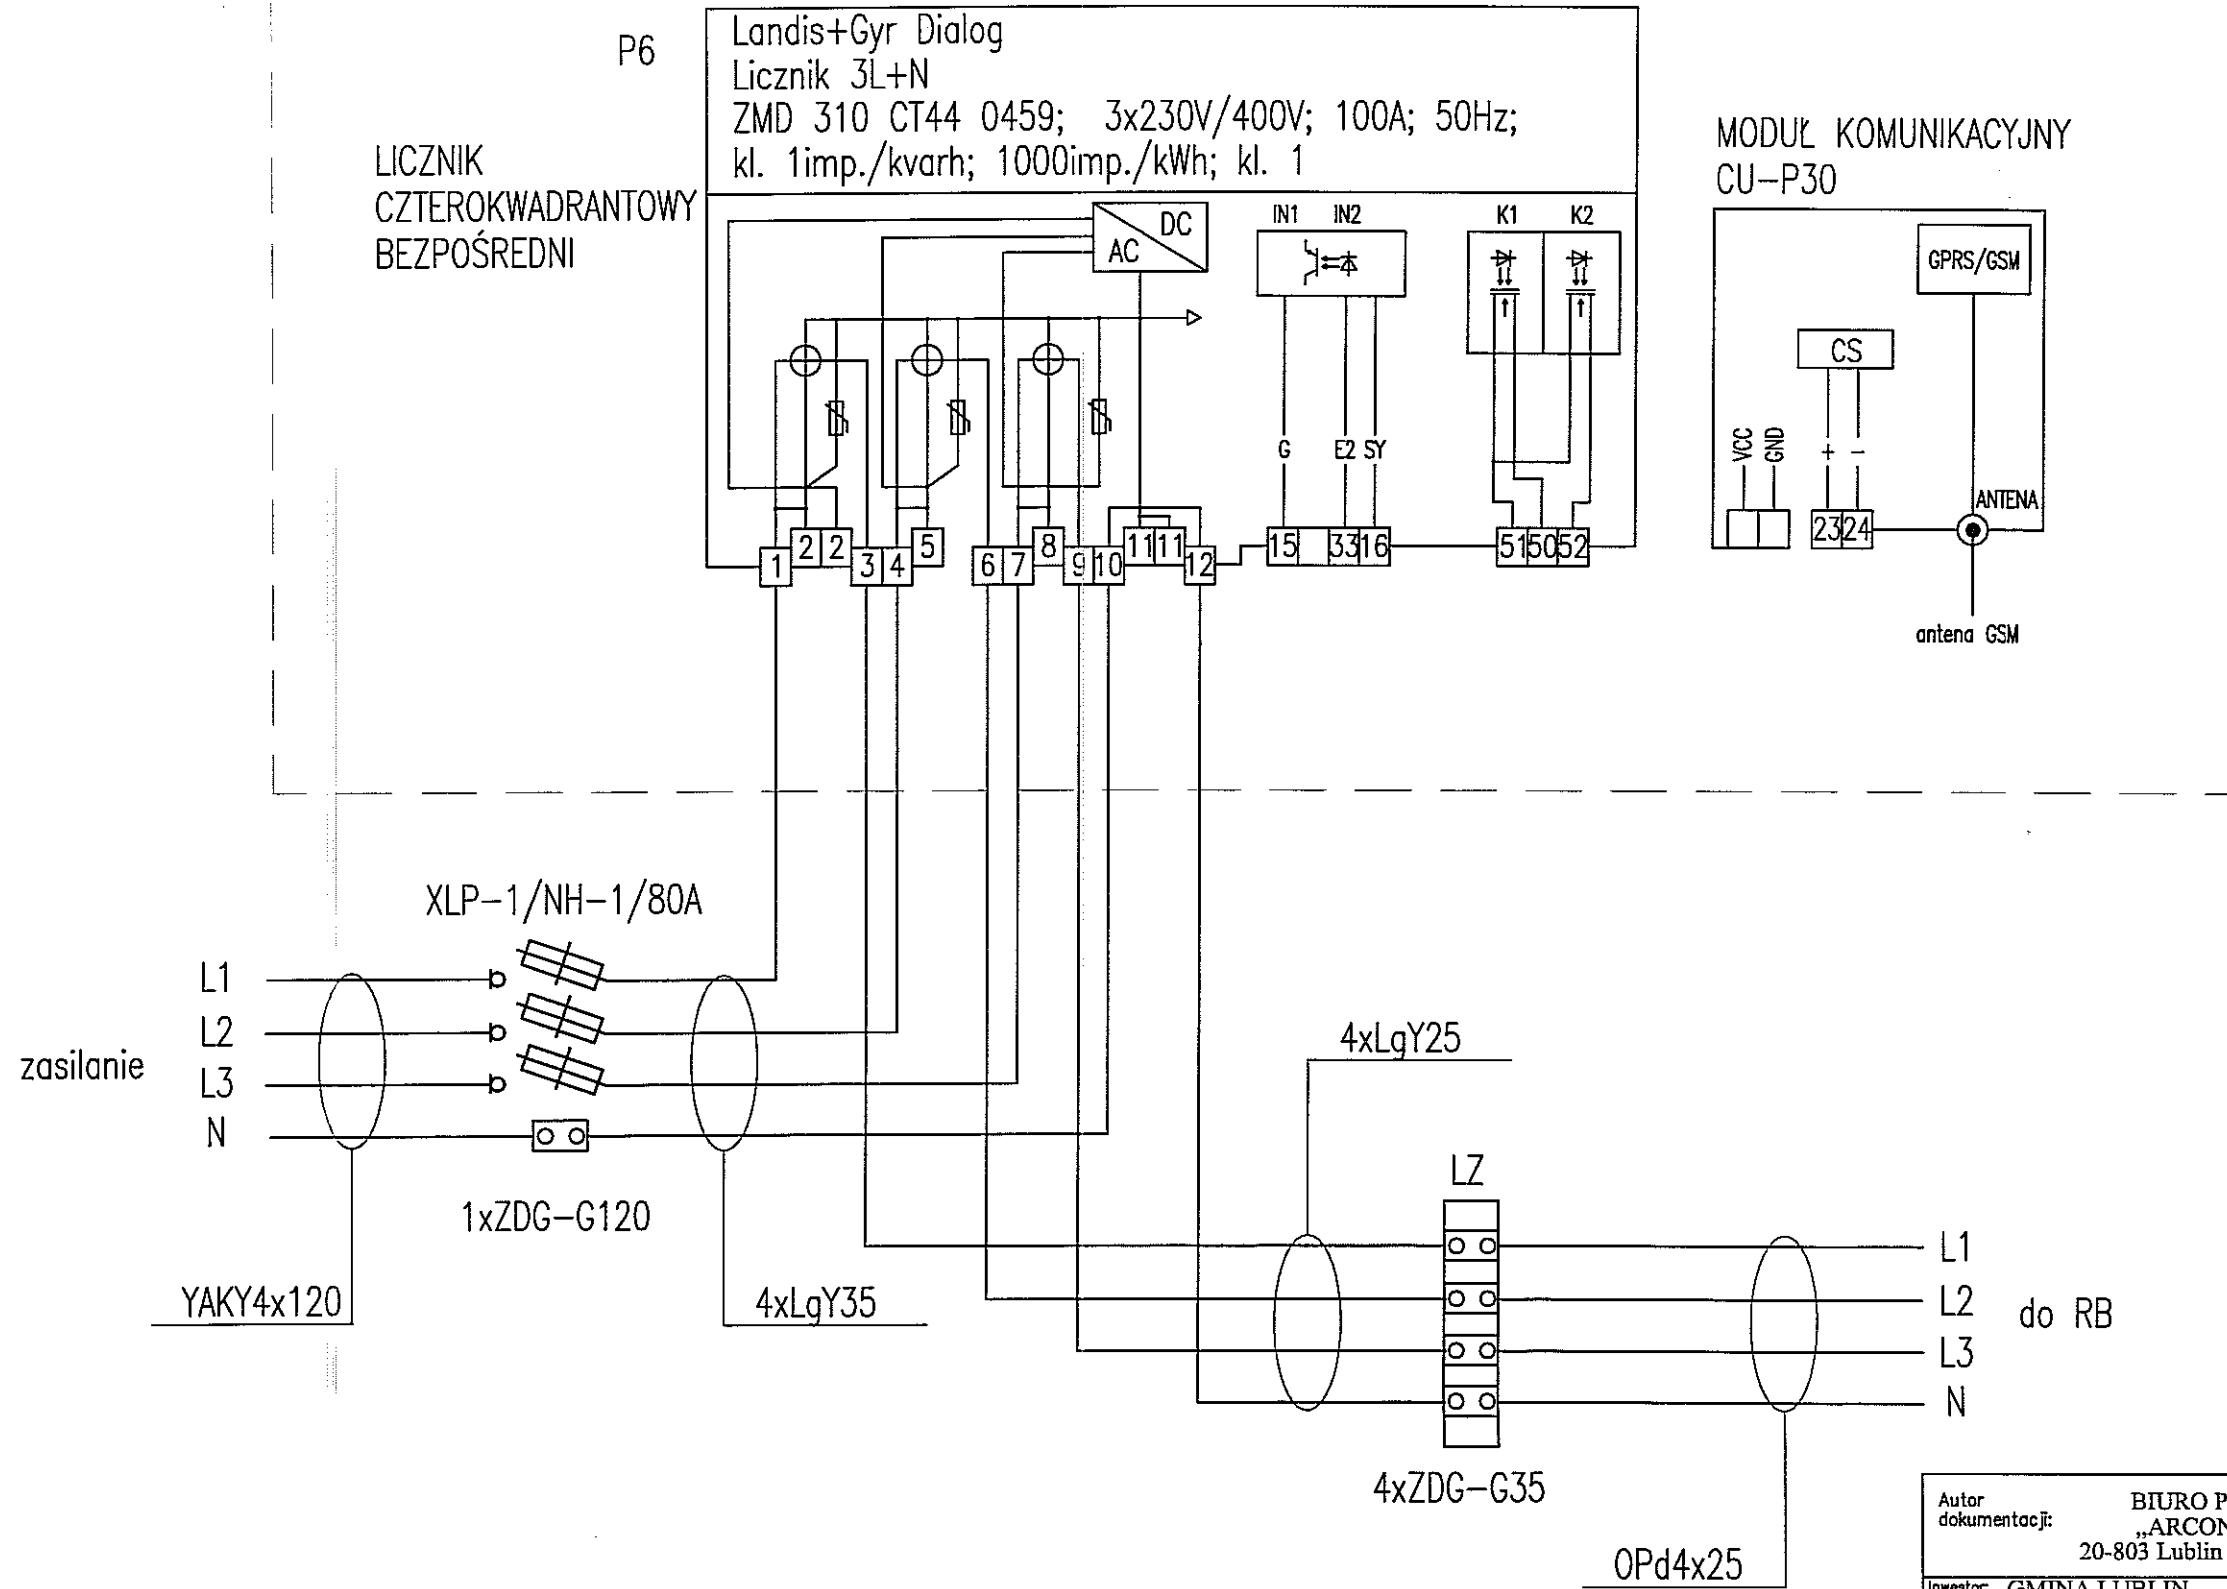 P6
Landis+Gyr Dialog
Licznik 3L+N
ZMD 310 CT44 0459; 3x230V/400V; 100A; 50Hz;
kl. 1imp./kvarh; 1000imp./kWh; kl. 1
LICZNIK
CZTEROKWADRANTOWY
BEZPOŚREDNI
MODUŁ KOMUNIKACYJNY
CU-P30
DC
AC
IN1 IN2
K1 K2
GPRS/GSM
CS
G E2 SY
VCC GND + -
ANTENA
1 2 2 3 4 5 6 7 8 9 10 11 11 12 15 33 16 51 50 52
23 24
antena GSM
XLP-1/NH-1/80A
L1
L2
L3
N
zasilanie
1xZDG-G120
YAKY4x120
4xLgY35
4xLgY25
LZ
L1
L2
L3
N
do RB
4xZDG-G35
OPd4x25
Autor
dokumentacji:
BIURO P
„ARCON
20-803 Lublin
Inwestor: GMINA LUBLIN